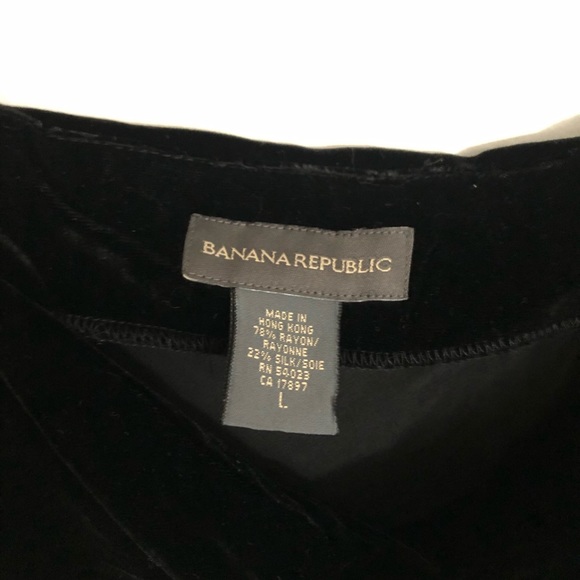 BANANA REPUBLIC
MADE IN
HONG KONG
78% RAYON/
RAYONNE
22% SILK/SOIE
RN 54023
CA 17897
L